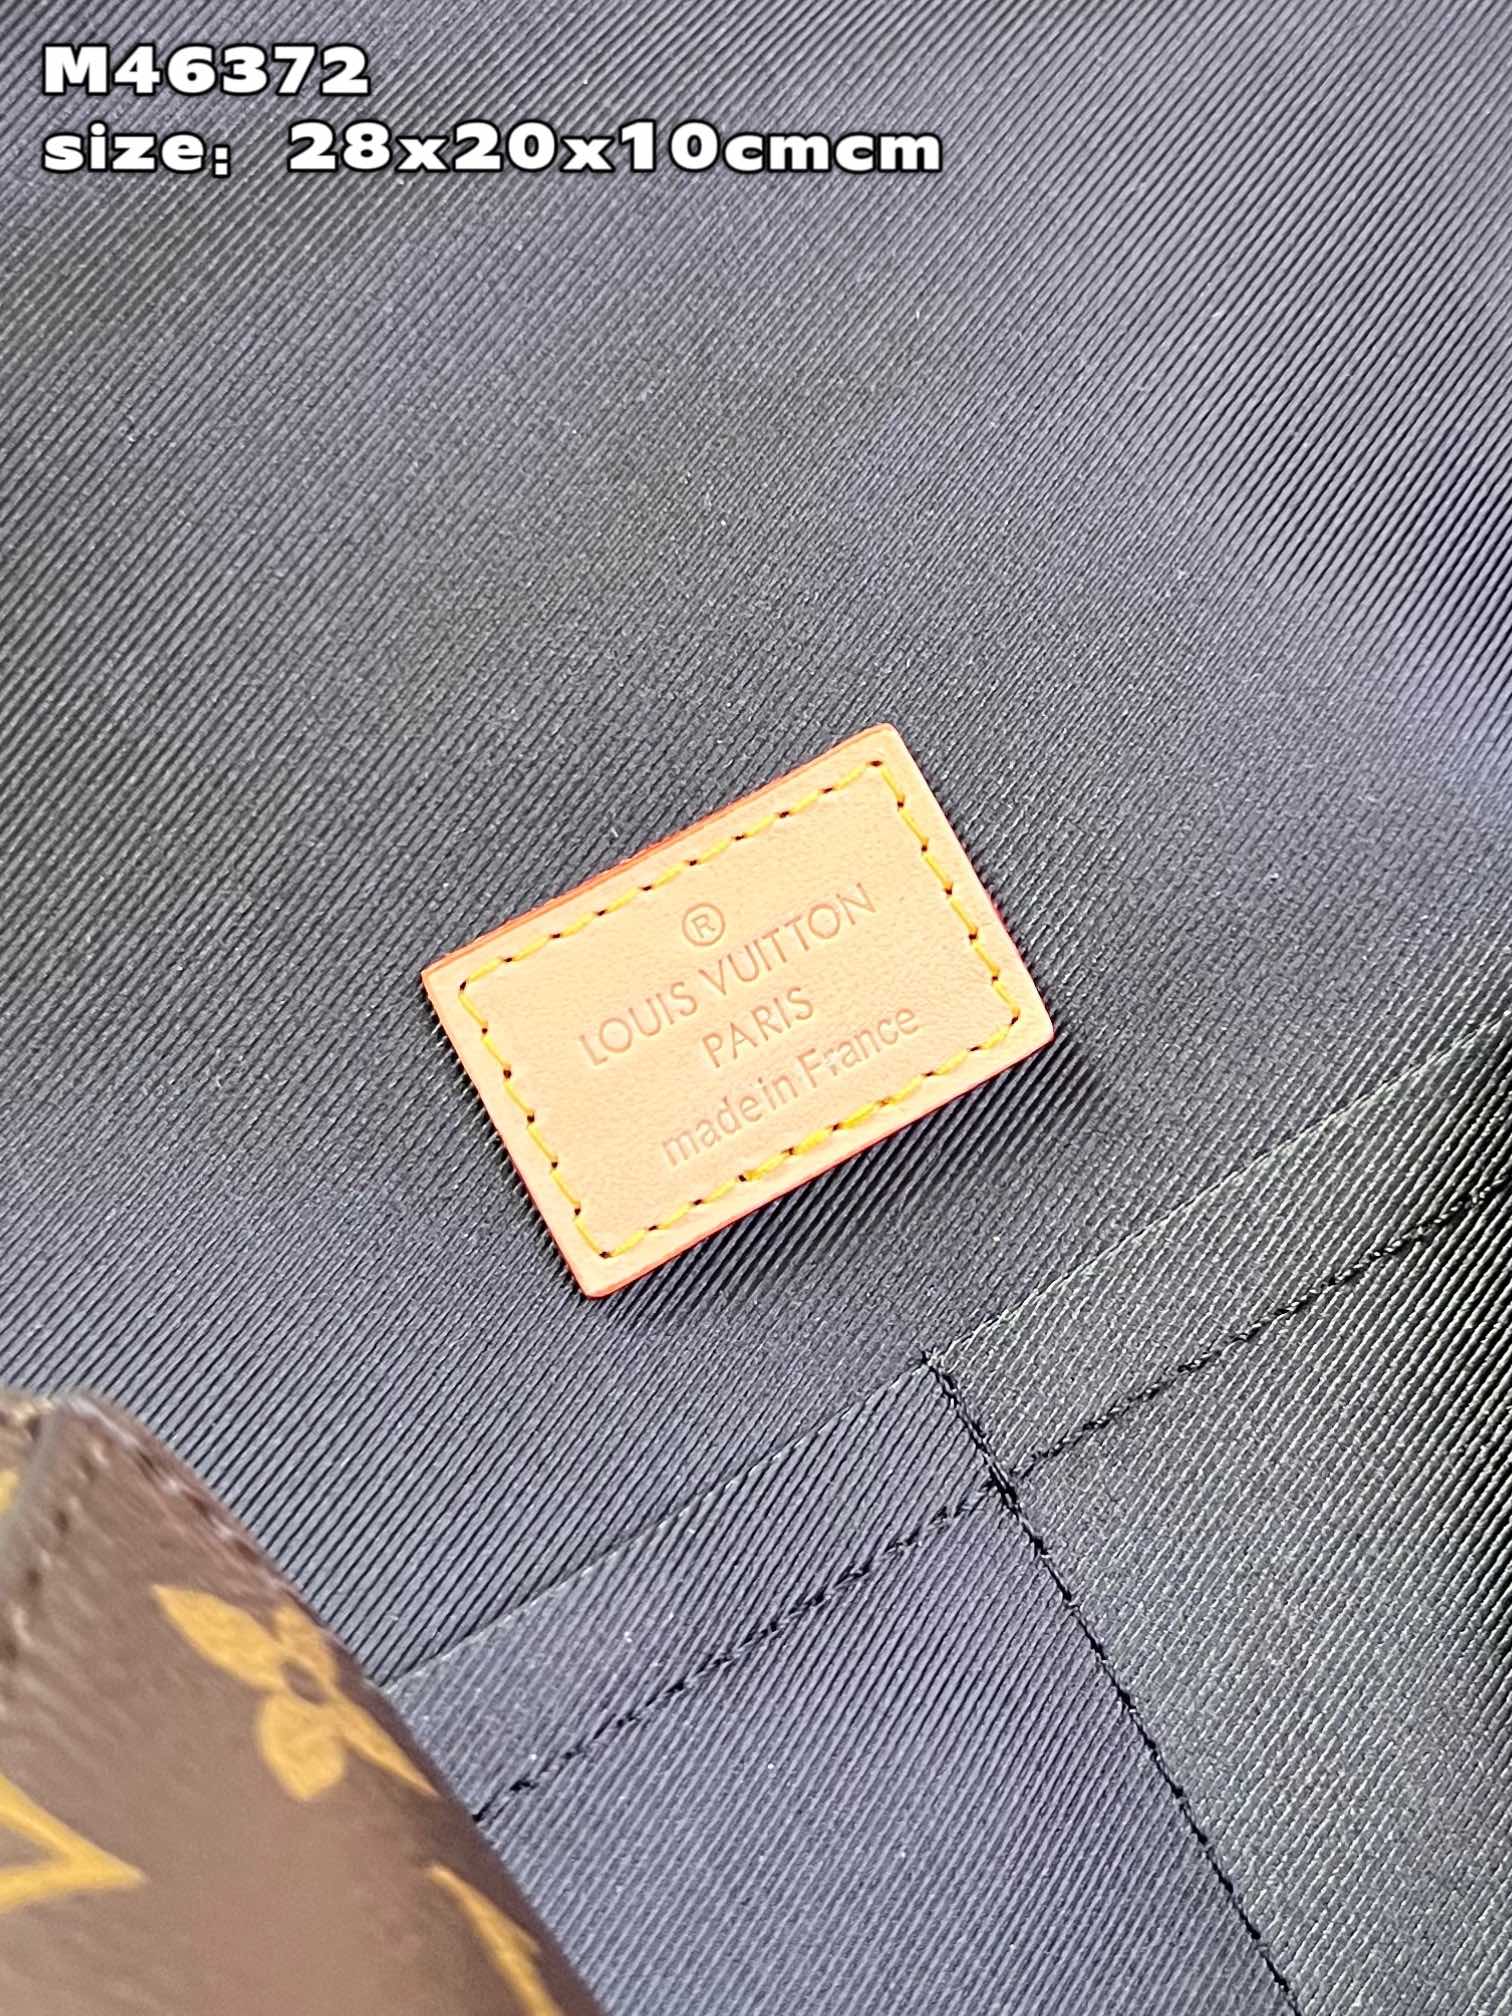 M46372
size： 28x20x10cmcm
®
LOUIS VUITTON
PARIS
made in France